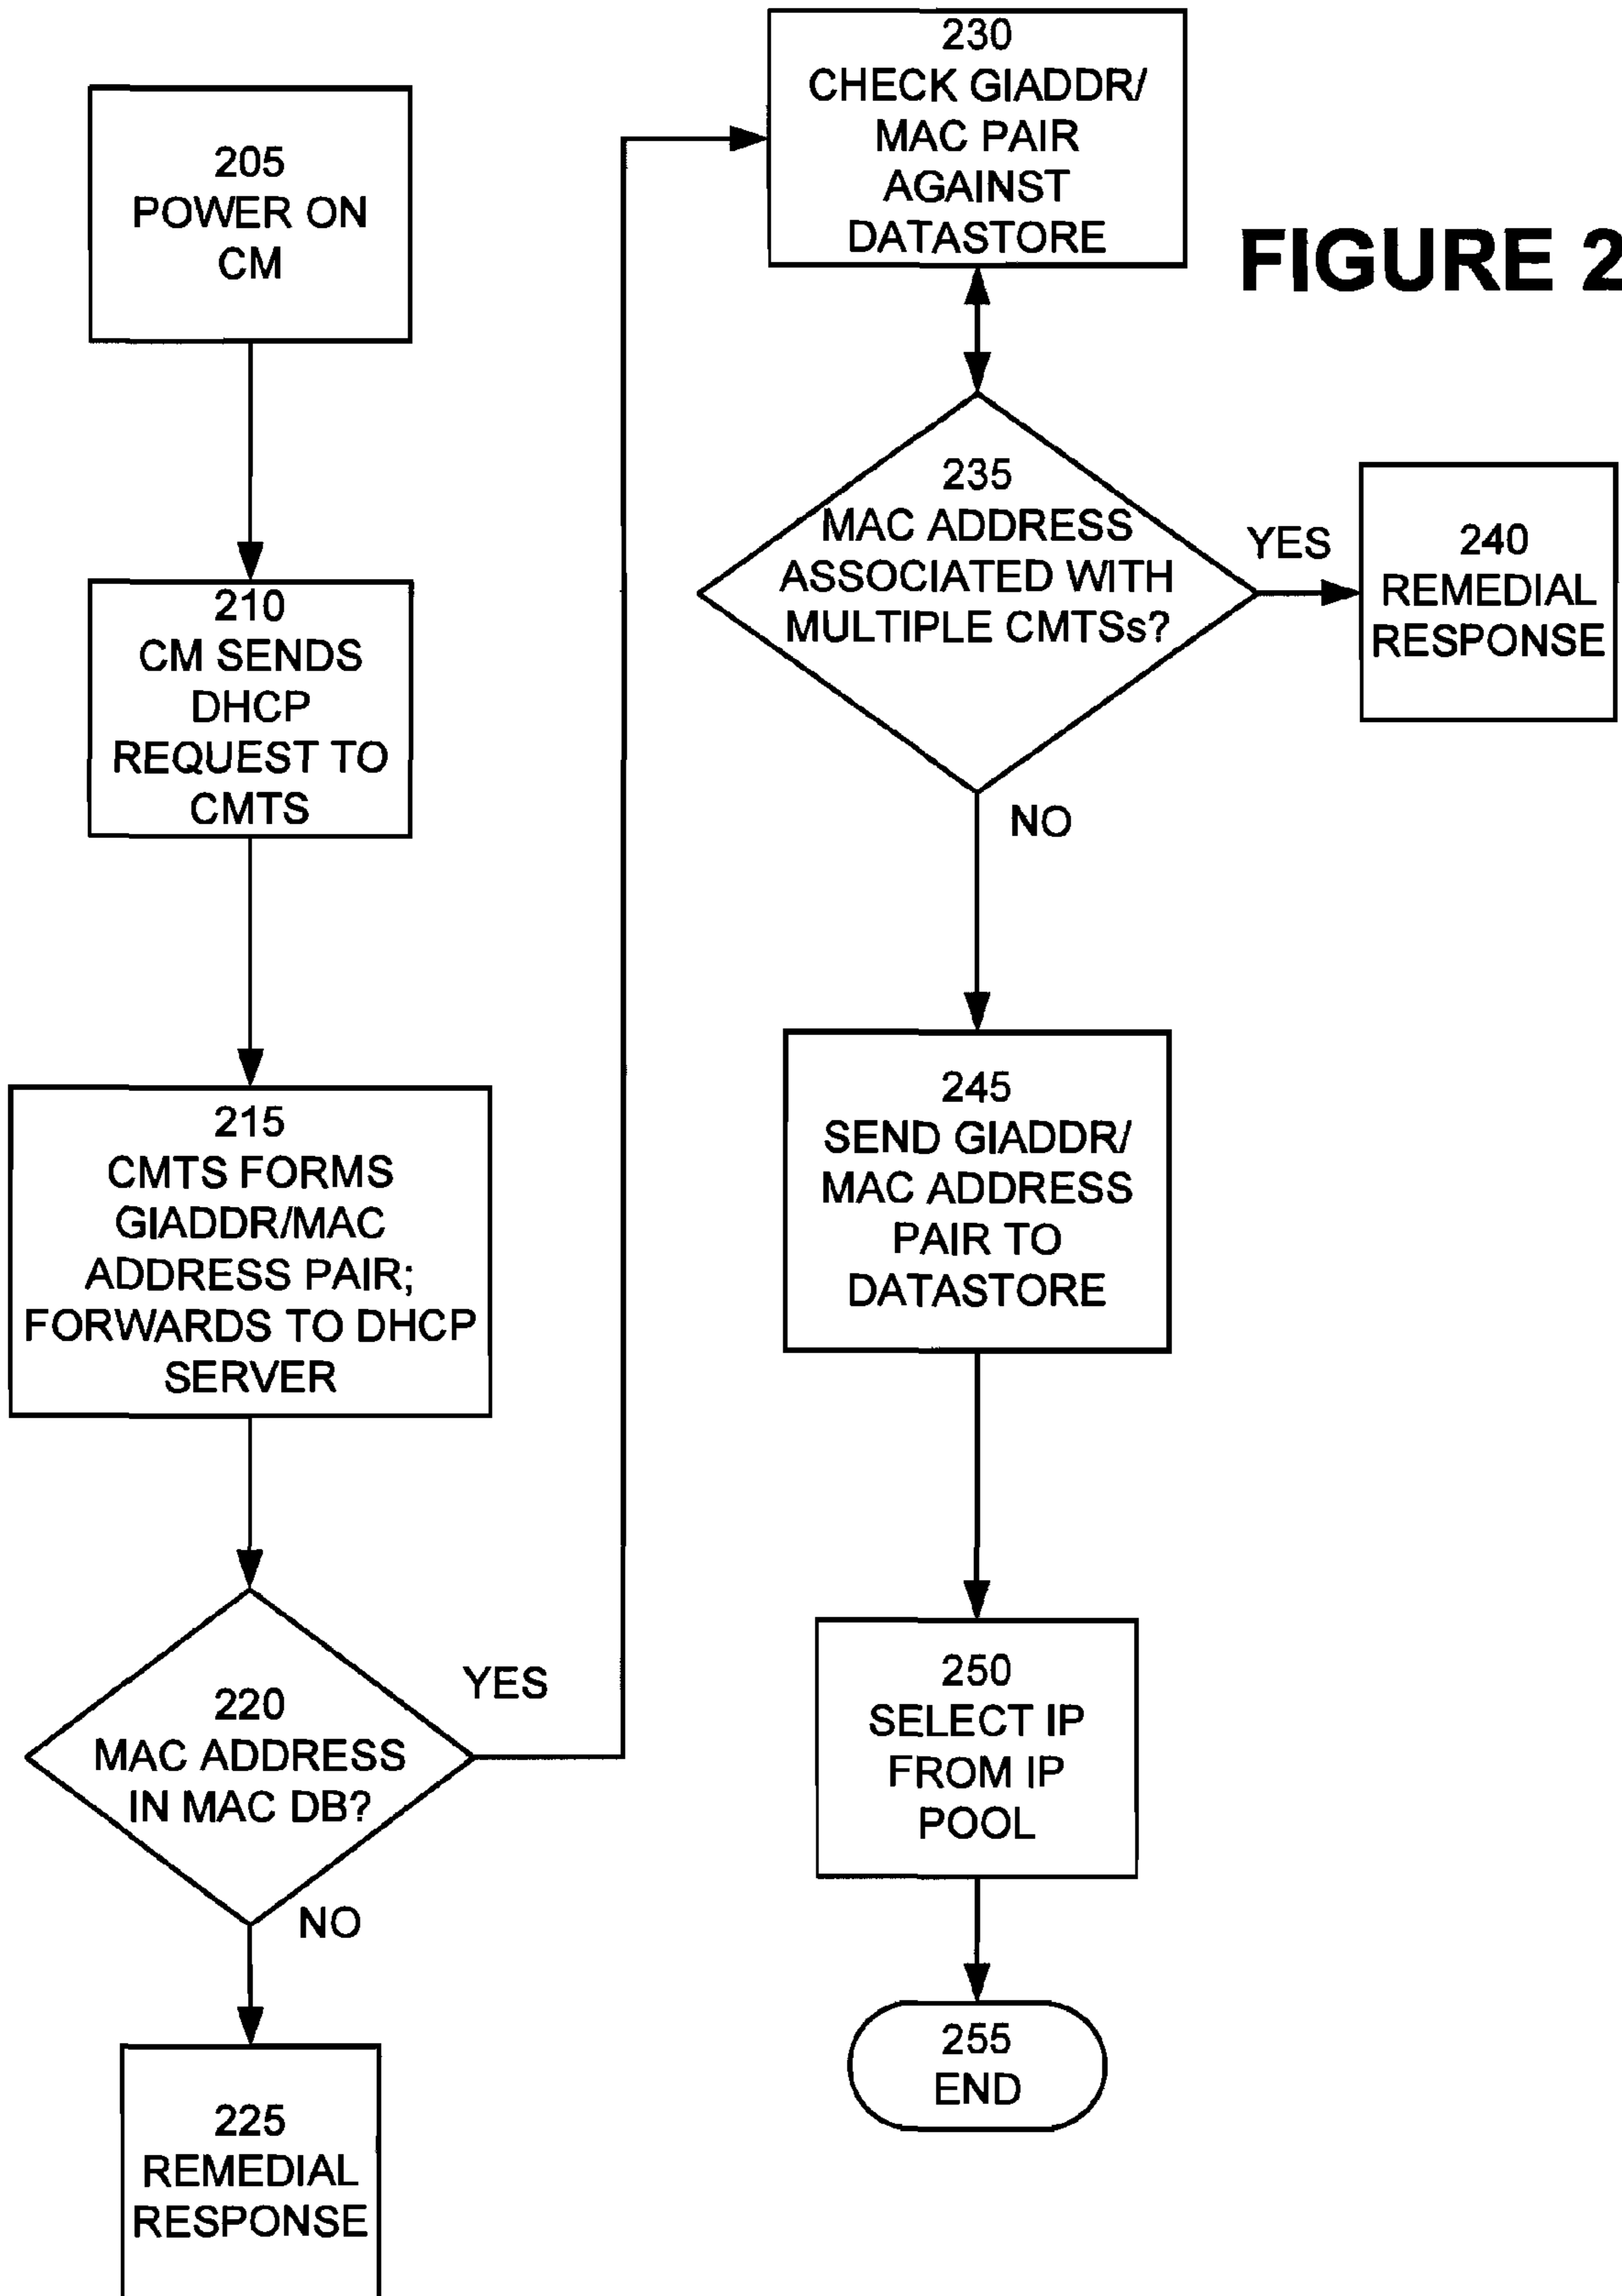 205
POWER ON
CM
210
CM SENDS
DHCP
REQUEST TO
CMTS
215
CMTS FORMS
GIADDR/MAC
ADDRESS PAIR;
FORWARDS TO DHCP
SERVER
220
MAC ADDRESS
IN MAC DB?
YES
NO
225
REMEDIAL
RESPONSE
230
CHECK GIADDR/
MAC PAIR
AGAINST
DATASTORE
FIGURE 2
235
MAC ADDRESS
ASSOCIATED WITH
MULTIPLE CMTSs?
YES
240
REMEDIAL
RESPONSE
NO
245
SEND GIADDR/
MAC ADDRESS
PAIR TO
DATASTORE
250
SELECT IP
FROM IP
POOL
255
END